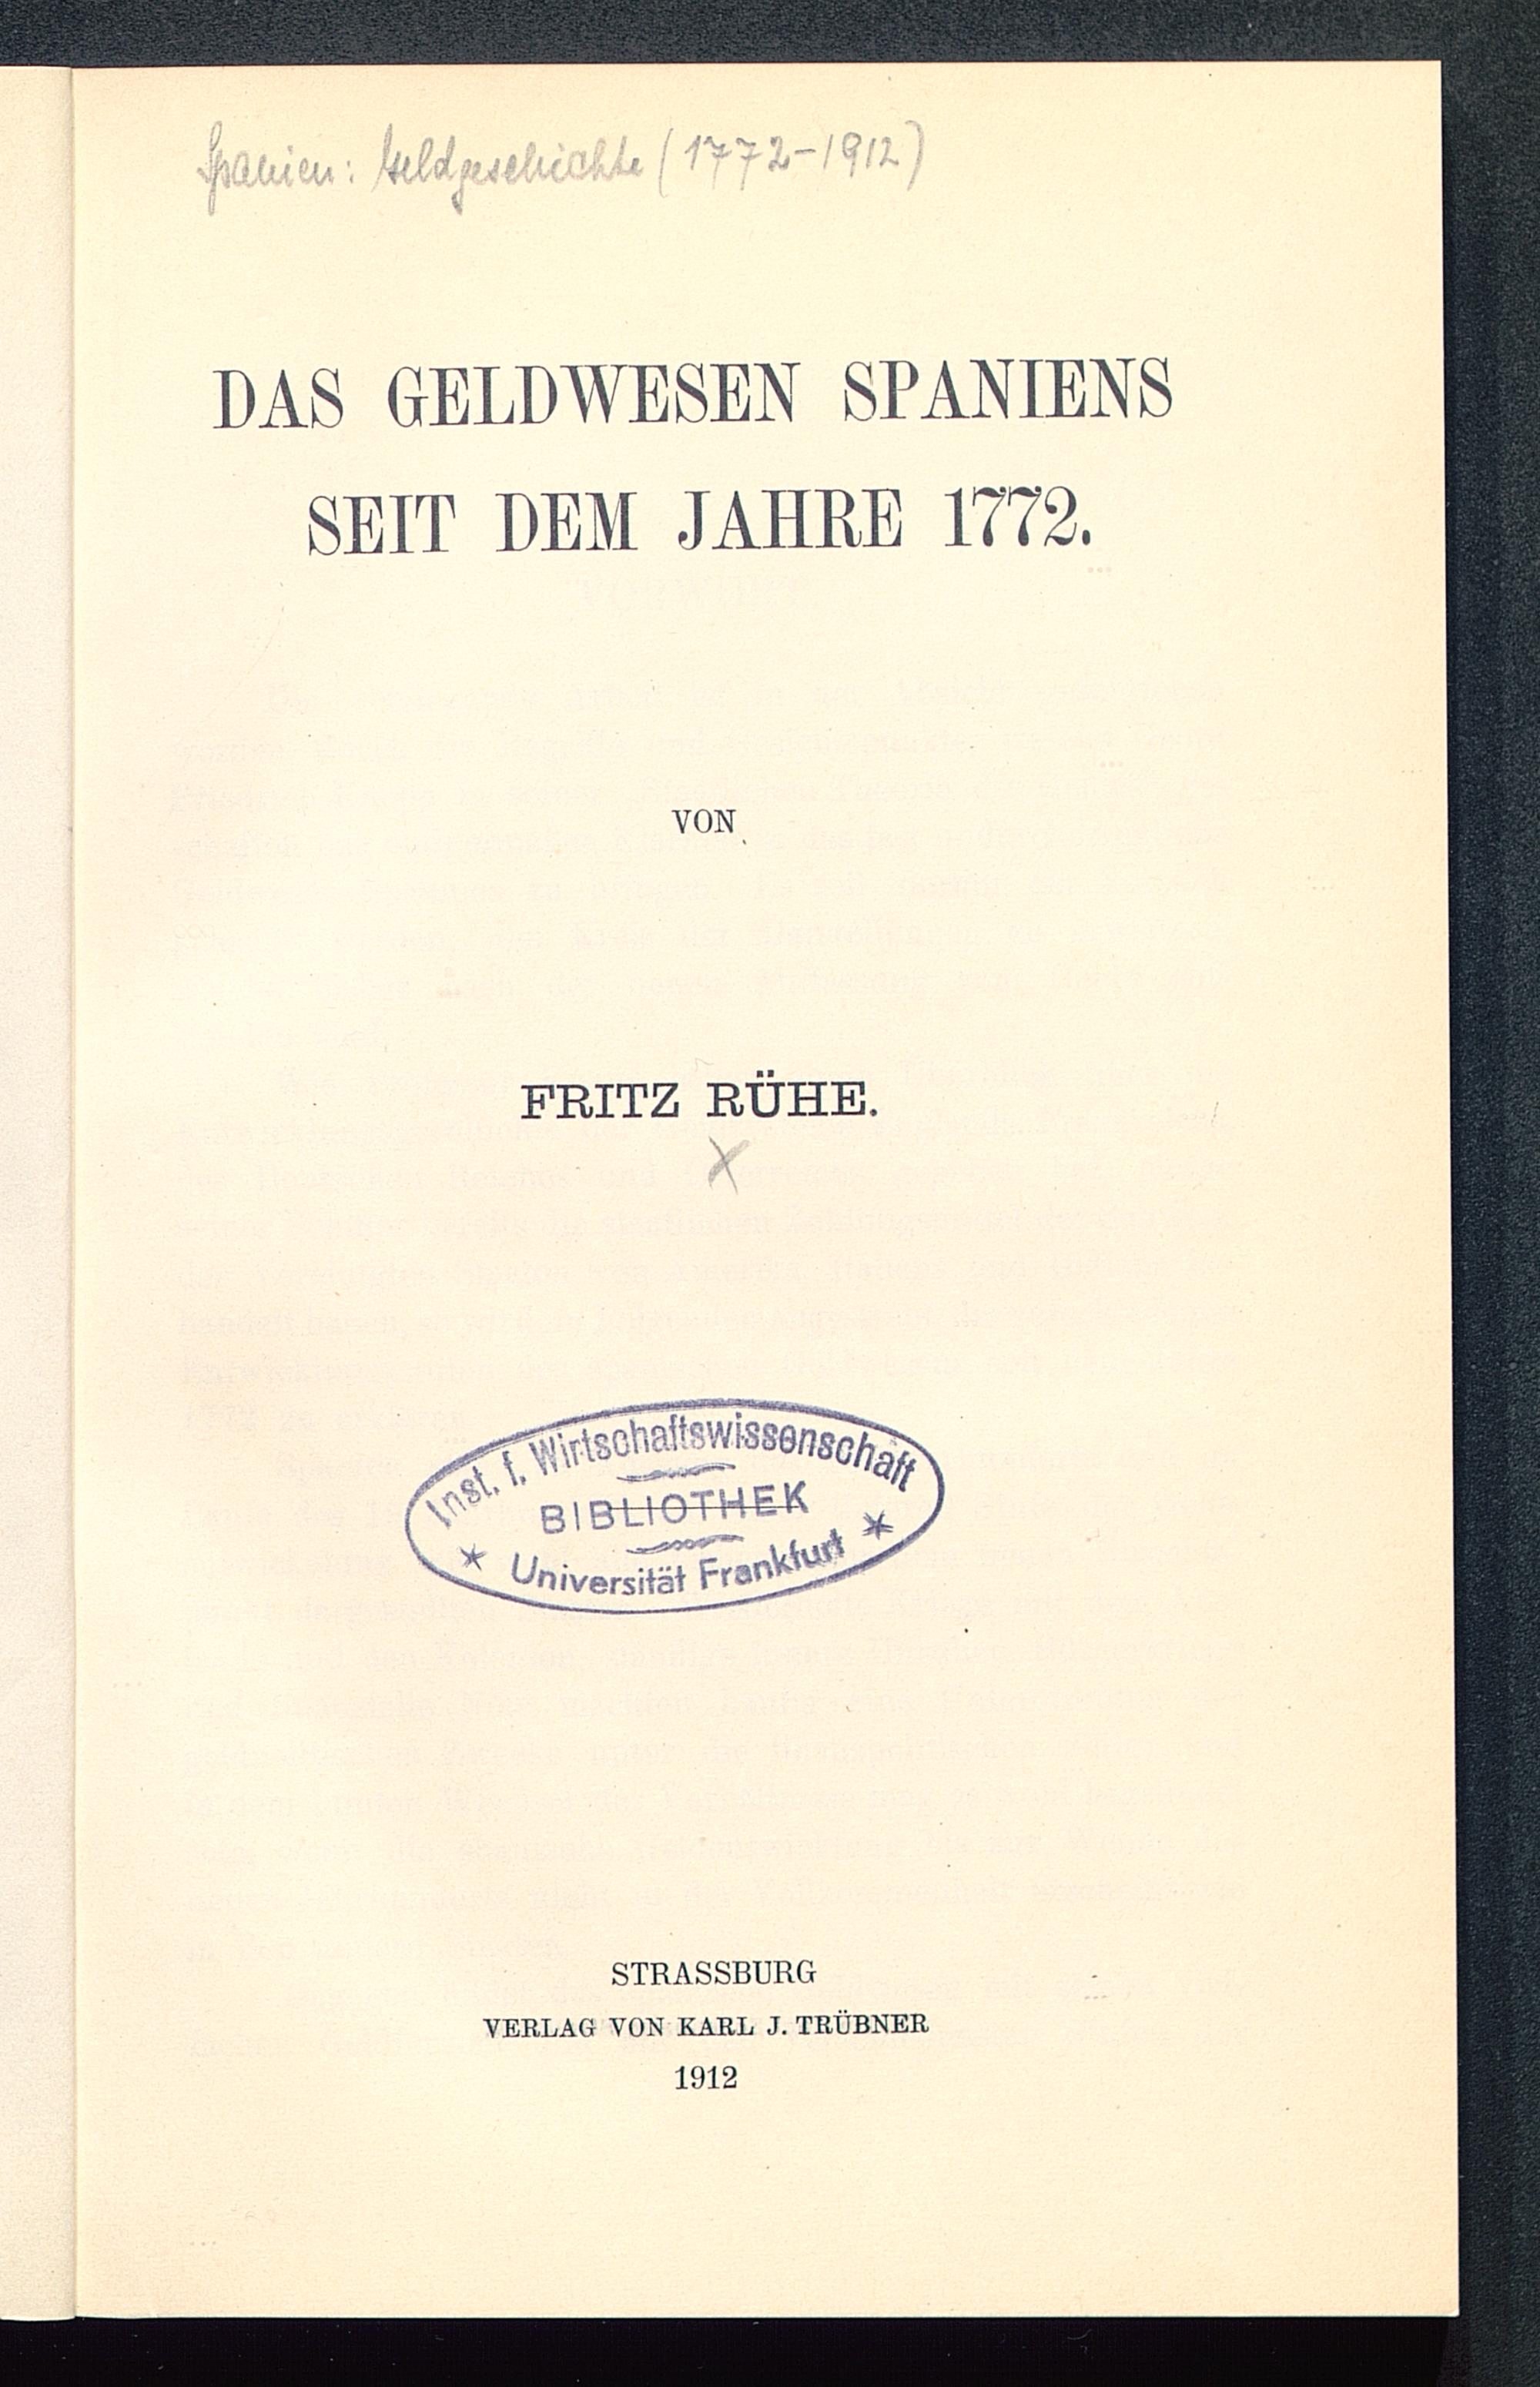 Spanien: Geldgeschichte (1772-1912)
DAS GELDWESEN SPANIENS
SEIT DEM JAHRE 1772.
VON
FRITZ RÜHE.
Inst. f. Wirtschaftswissenschaft
BIBLIOTHEK
* Universität Frankfurt *
STRASSBURG
VERLAG VON KARL J. TRÜBNER
1912